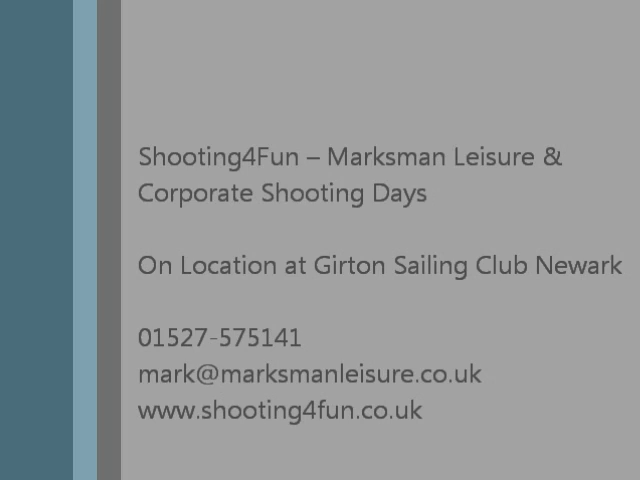 Shooting4Fun – Marksman Leisure &
Corporate Shooting Days
On Location at Girton Sailing Club Newark
01527-575141
mark@marksmanleisure.co.uk
www.shooting4fun.co.uk